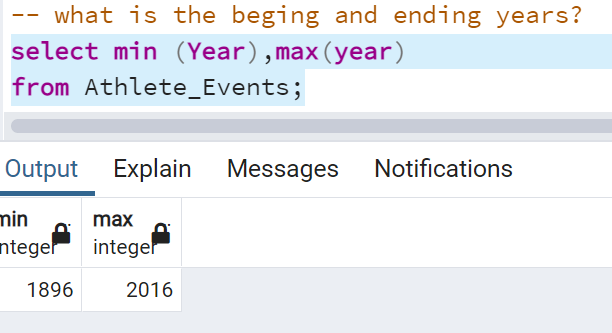 -- what is the beging and ending years?
select min (Year),max(year)
from Athlete_Events;
Output Explain Messages Notifications
min max
nteger integer
1896 2016